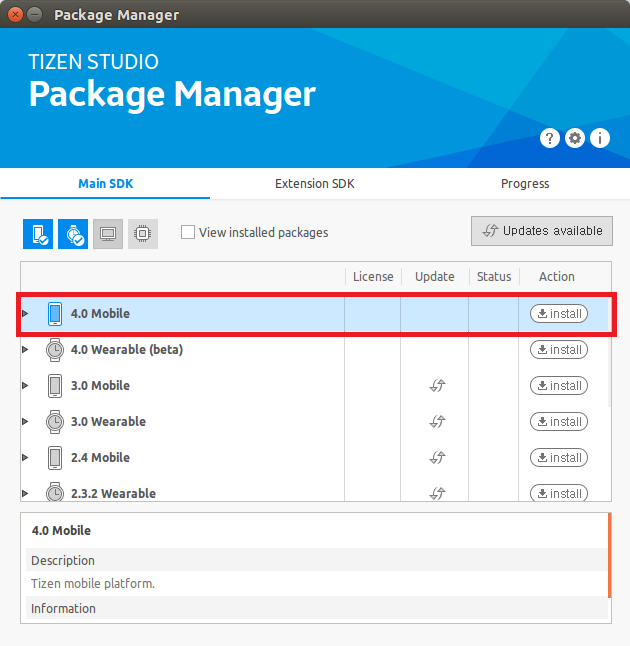 Package Manager
TIZEN STUDIO
Package Manager
? i
Main SDK Extension SDK Progress
View installed packages Updates available
License Update Status Action
4.0 Mobile install
4.0 Wearable (beta) install
3.0 Mobile install
3.0 Wearable install
2.4 Mobile install
2.3.2 Wearable install
4.0 Mobile
Description
Tizen mobile platform.
Information